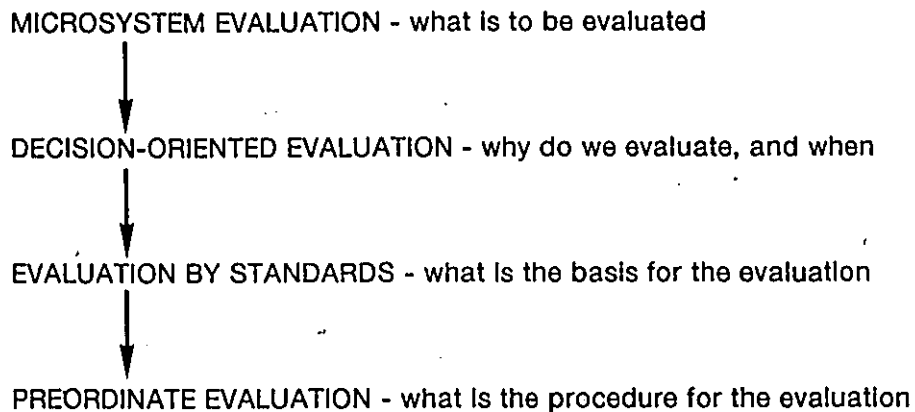 MICROSYSTEM EVALUATION - what is to be evaluated
DECISION-ORIENTED EVALUATION - why do we evaluate, and when
EVALUATION BY STANDARDS - what is the basis for the evaluation
PREORDINATE EVALUATION - what is the procedure for the evaluation